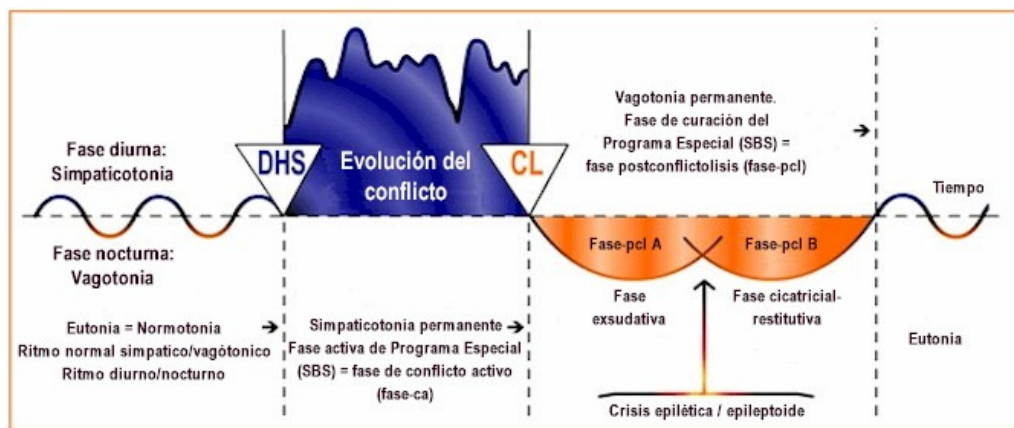 Fase diurna:
Simpaticotonia
DHS
Evolución del
conflicto
CL
Vagotonia permanente.
Fase de curación del
Programa Especial (SBS) =
fase postconflictolisis (fase-pcl)
Tiempo
Fase nocturna:
Vagotonia
Fase-pcl A
Fase-pcl B
Fase
exsudativa
Fase cicatricial-
restitutiva
Eutonia = Normotonia
Ritmo normal simpatico/vagótonico
Ritmo diurno/nocturno
Simpaticotonia permanente
Fase activa de Programa Especial
(SBS) = fase de conflicto activo
(fase-ca)
Eutonia
Crisis epilética / epileptoide